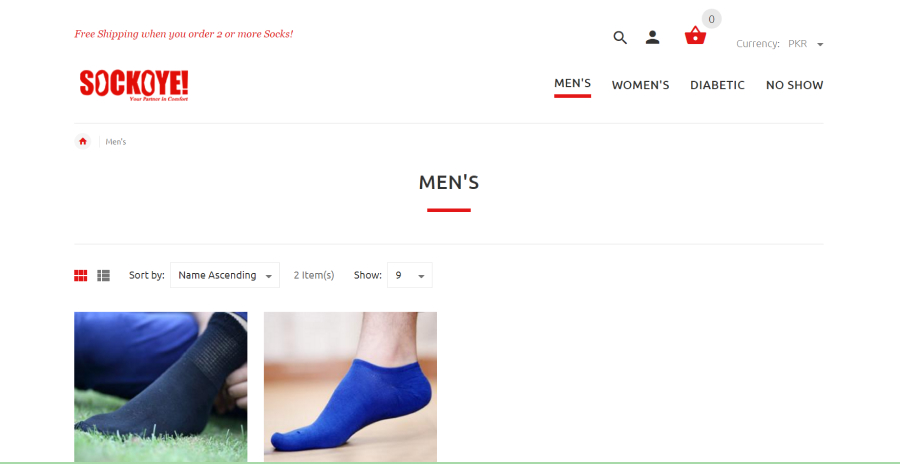 Free Shipping when you order 2 or more Socks!
0
Currency: PKR
SOCKOYE!
Your Partner In Comfort
MEN'S WOMEN'S DIABETIC NO SHOW
Men's
MEN'S
Sort by: Name Ascending 2 Item(s) Show: 9